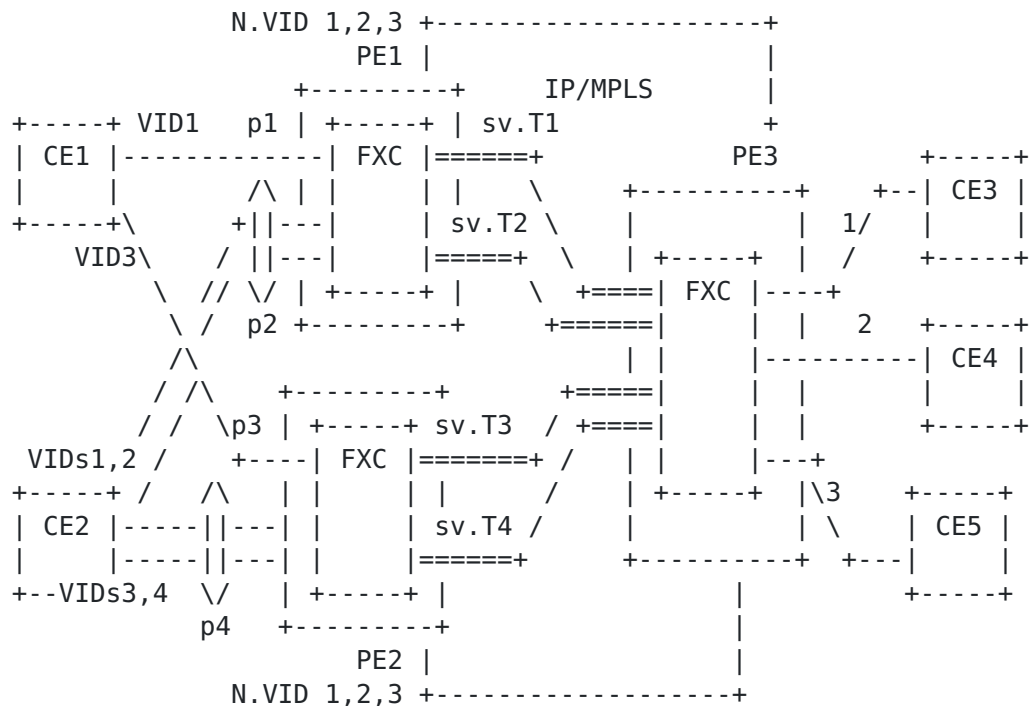 N.VID 1,2,3
PE1
IP/MPLS
VID1 p1 sv.T1
CE1 FXC PE3
CE3
sv.T2 1/
VID3
FXC
p2 2
CE4
p3 sv.T3
VIDs1,2 FXC
3
CE2 sv.T4 CE5
VIDs3,4
p4
PE2
N.VID 1,2,3